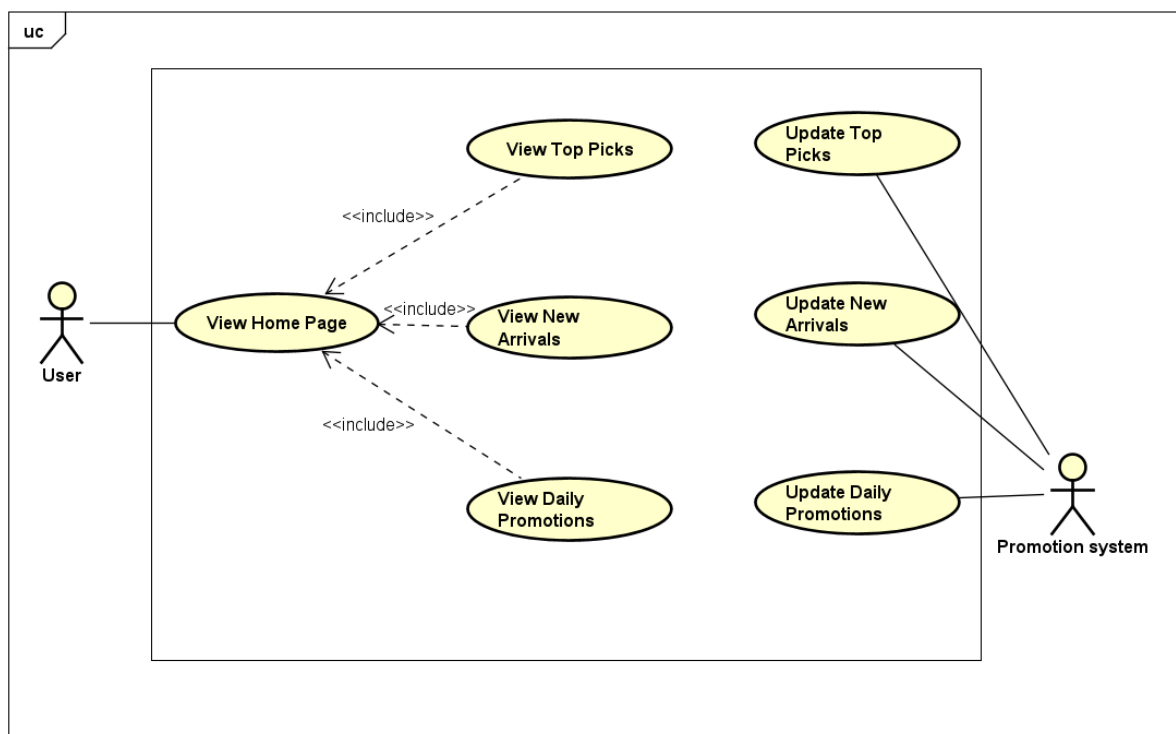 uc
View Top Picks
Update Top
Picks
<<include>>
View Home Page
<<include>>
View New
Arrivals
Update New
Arrivals
User
<<include>>
View Daily
Promotions
Update Daily
Promotions
Promotion system